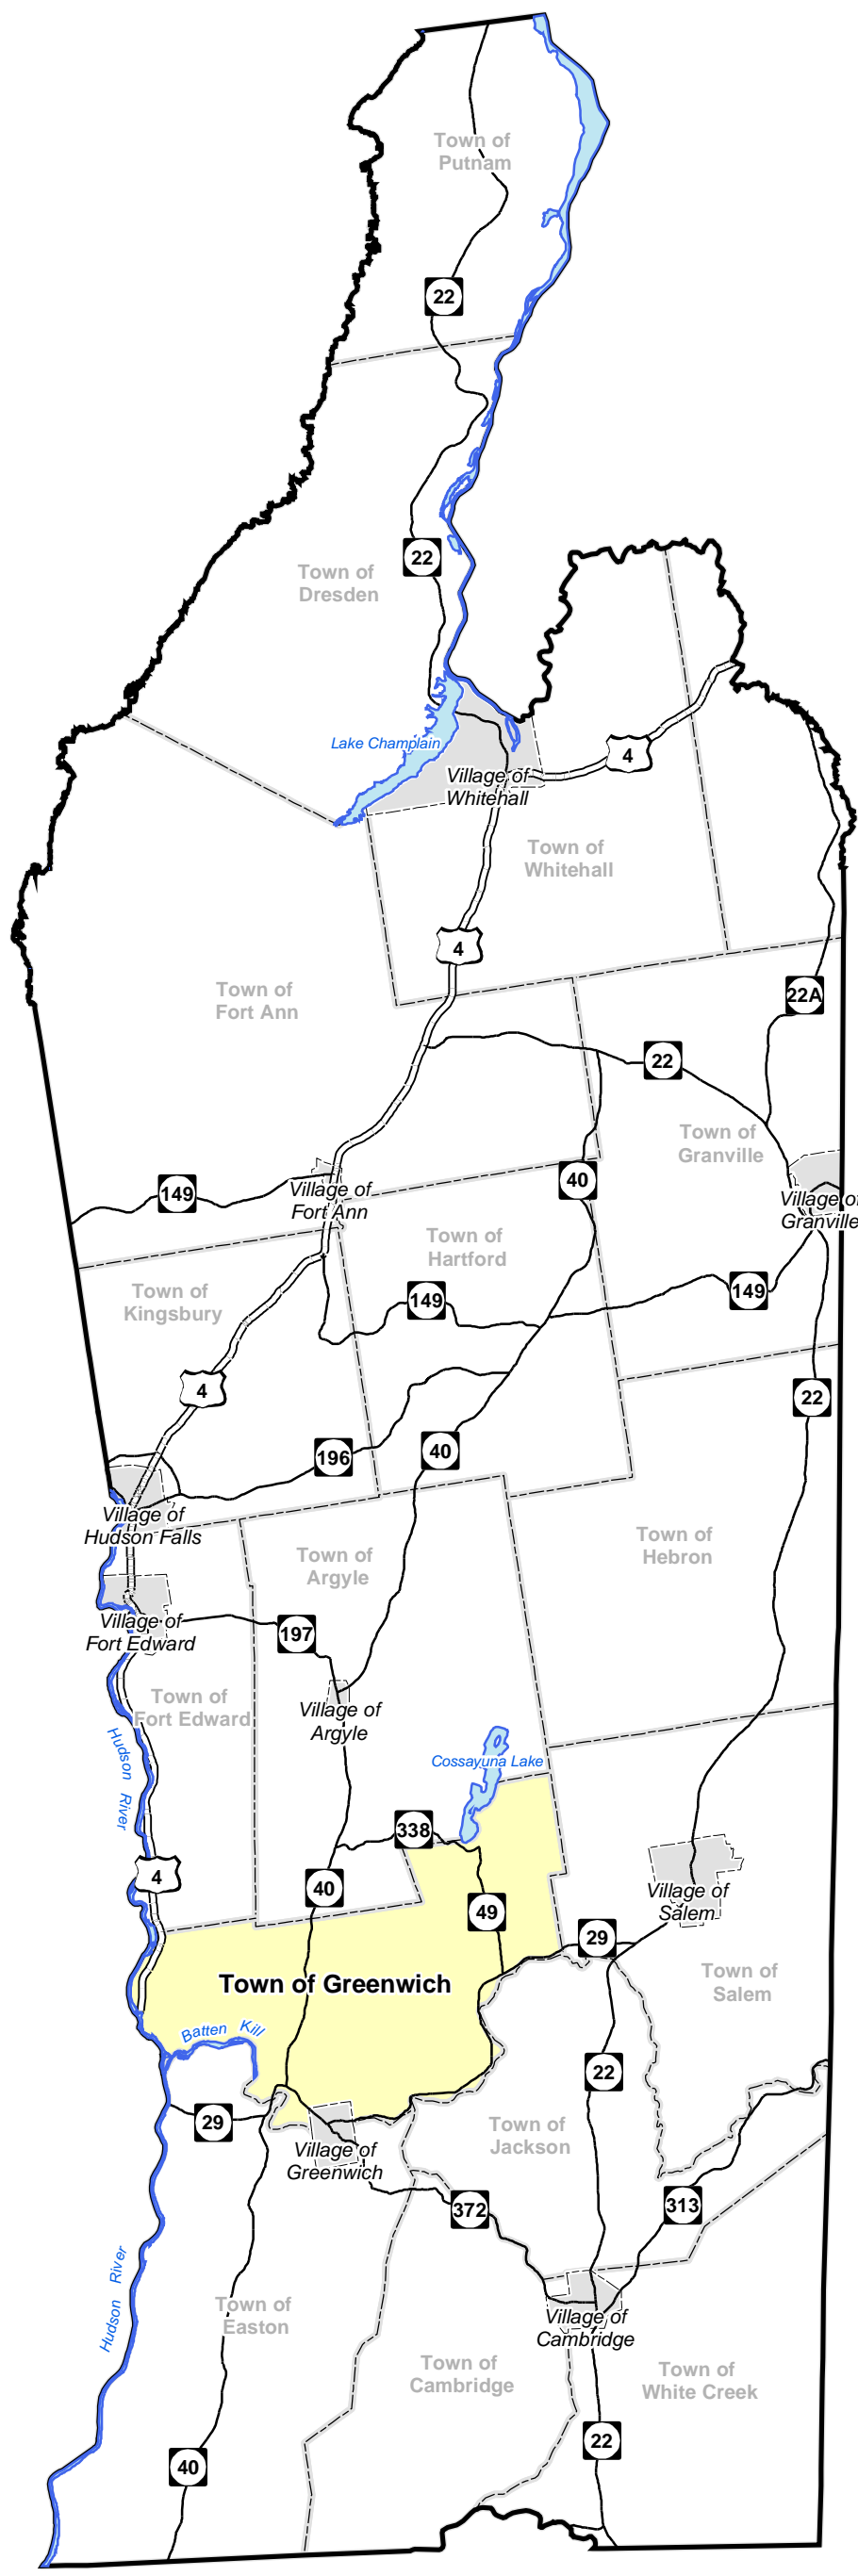 Town of
Putnam
22
Town of
Dresden
22
Lake Champlain
4
Village of
Whitehall
Town of
Whitehall
4
Town of
Fort Ann
22A
22
Town of
Granville
149
Village of
Fort Ann
40
Village of
Granville
Town of
Hartford
Town of
Kingsbury
149
149
4
22
196
40
Village of
Hudson Falls
Town of
Argyle
Town of
Hebron
197
Village of
Fort Edward
Town of
Fort Edward
Village of
Argyle
Hudson River
Cossayuna Lake
338
4
40
49
Village of
Salem
29
Town of Greenwich
Town of
Salem
Batten Kill
22
29
Town of
Jackson
Village of
Greenwich
372
313
Hudson River
Town of
Easton
Village of
Cambridge
Town of
Cambridge
Town of
White Creek
22
40